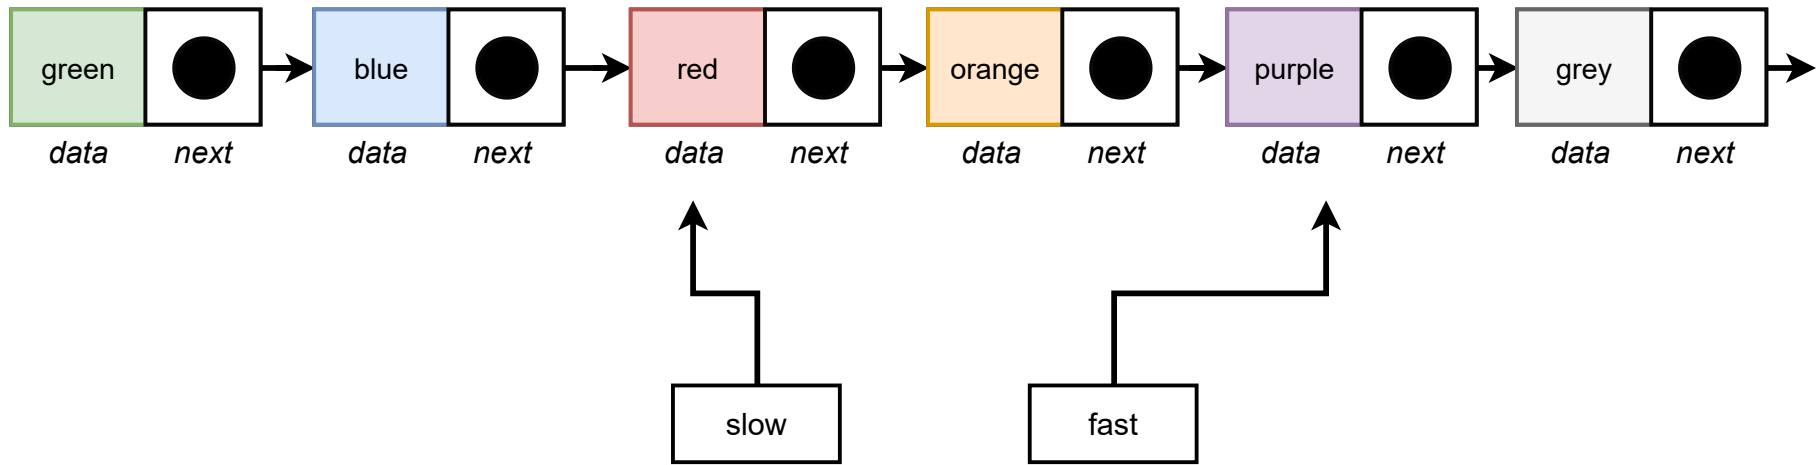 green blue red orange purple grey
data next data next data next data next data next data next
slow fast